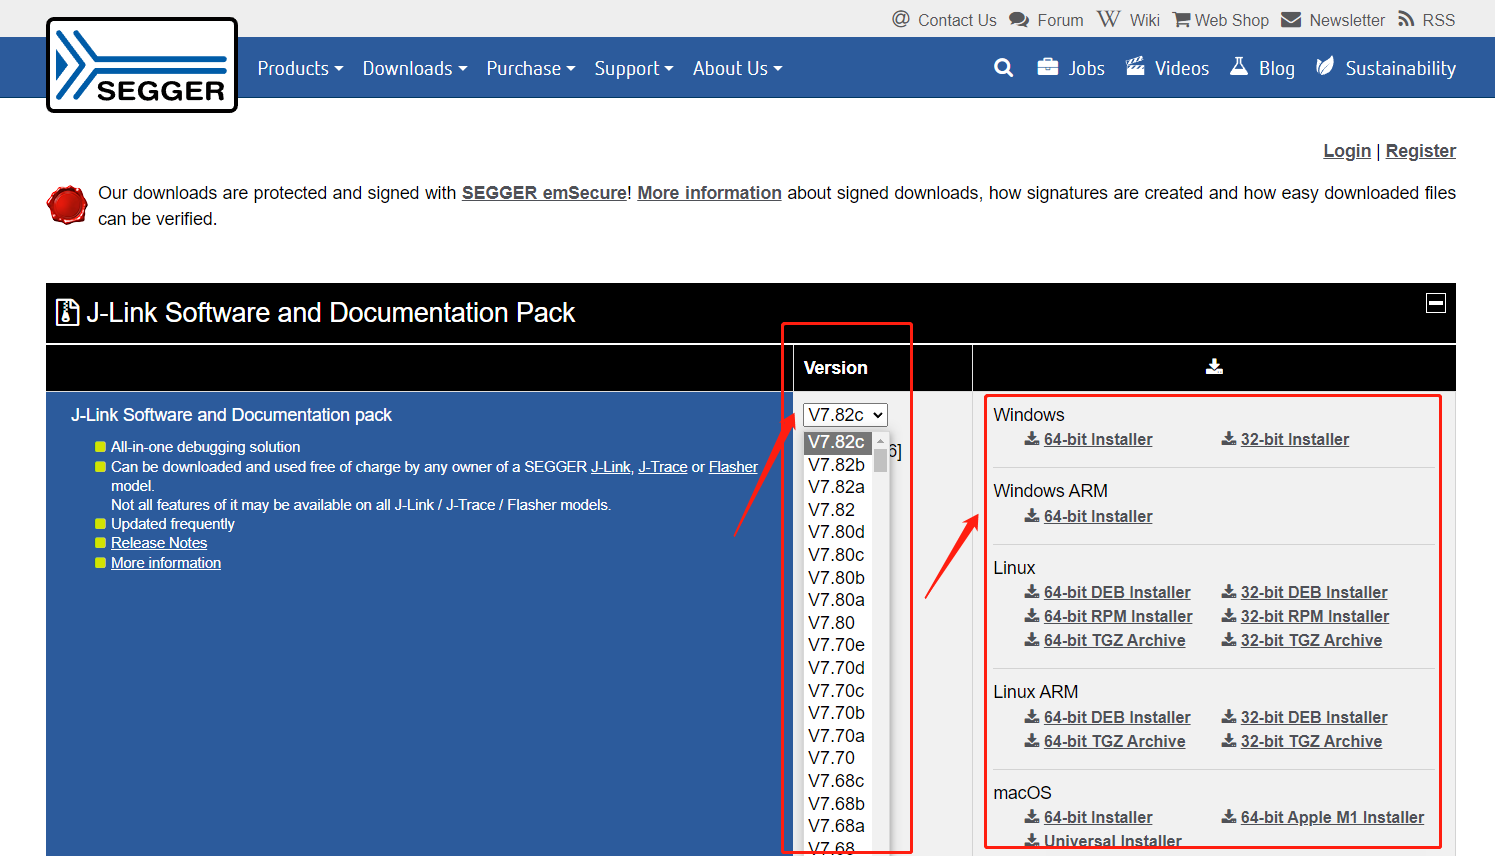 Contact Us Forum Wiki Web Shop Newsletter RSS
SEGGER
Products Downloads Purchase Support About Us Jobs Videos Blog Sustainability
Login | Register
Our downloads are protected and signed with SEGGER emSecure! More information about signed downloads, how signatures are created and how easy downloaded files
can be verified.
J-Link Software and Documentation Pack
Version
J-Link Software and Documentation pack
All-in-one debugging solution
Can be downloaded and used free of charge by any owner of a SEGGER J-Link, J-Trace or Flasher
model.
Not all features of it may be available on all J-Link / J-Trace / Flasher models.
Updated frequently
Release Notes
More information
V7.82c
6]
V7.82c
V7.82b
V7.82a
V7.82
V7.80d
V7.80c
V7.80b
V7.80a
V7.80
V7.70e
V7.70d
V7.70c
V7.70b
V7.70a
V7.70
V7.68c
V7.68b
V7.68a
V7.68
Windows
64-bit Installer 32-bit Installer
Windows ARM
64-bit Installer
Linux
64-bit DEB Installer 32-bit DEB Installer
64-bit RPM Installer 32-bit RPM Installer
64-bit TGZ Archive 32-bit TGZ Archive
Linux ARM
64-bit DEB Installer 32-bit DEB Installer
64-bit TGZ Archive 32-bit TGZ Archive
macOS
64-bit Installer 64-bit Apple M1 Installer
Universal Installer